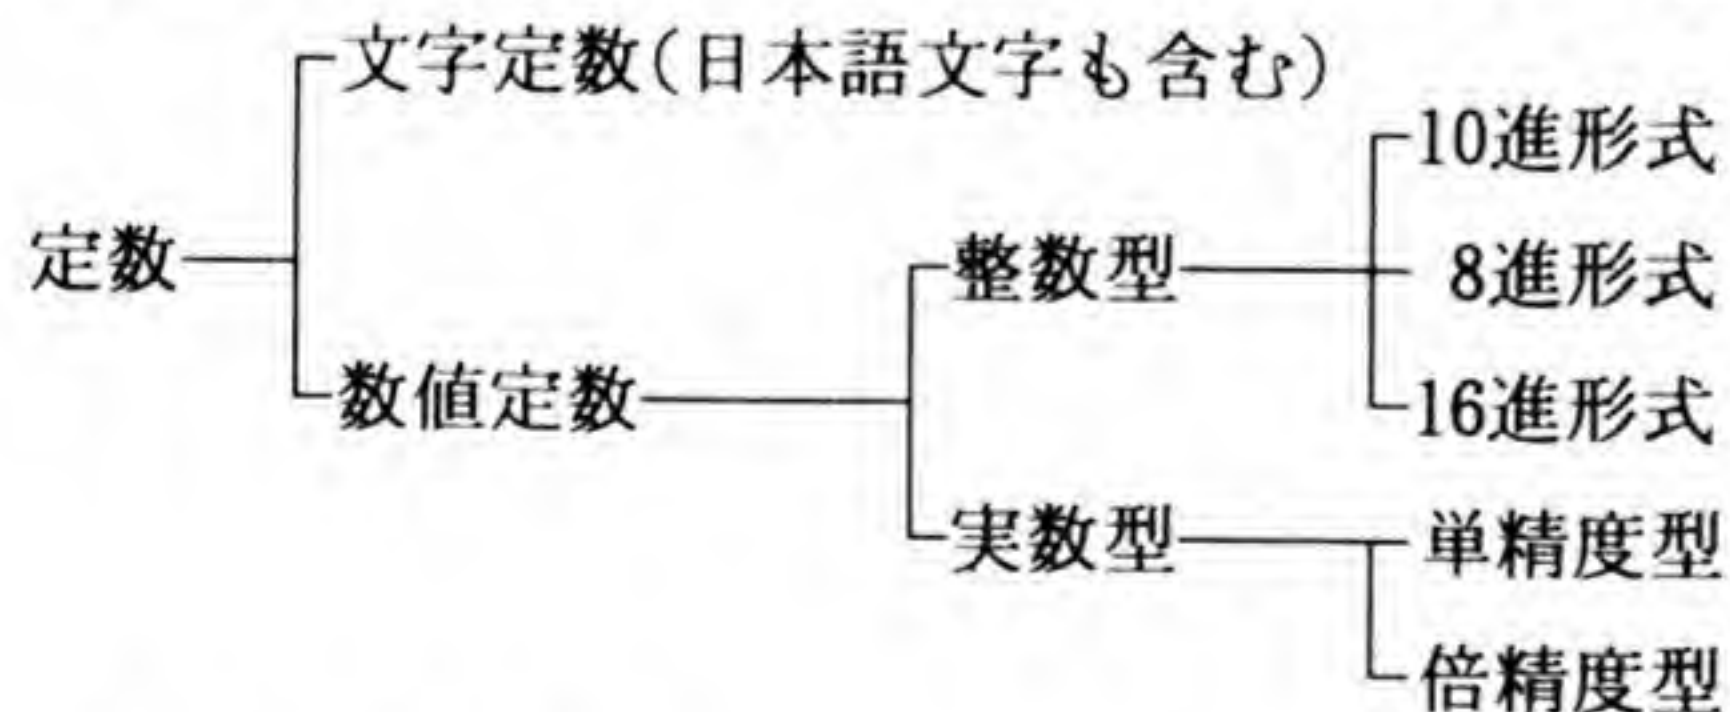 文字定数(日本語文字も含む)
10進形式
定数
整数型
8進形式
数値定数
16進形式
実数型
単精度型
倍精度型